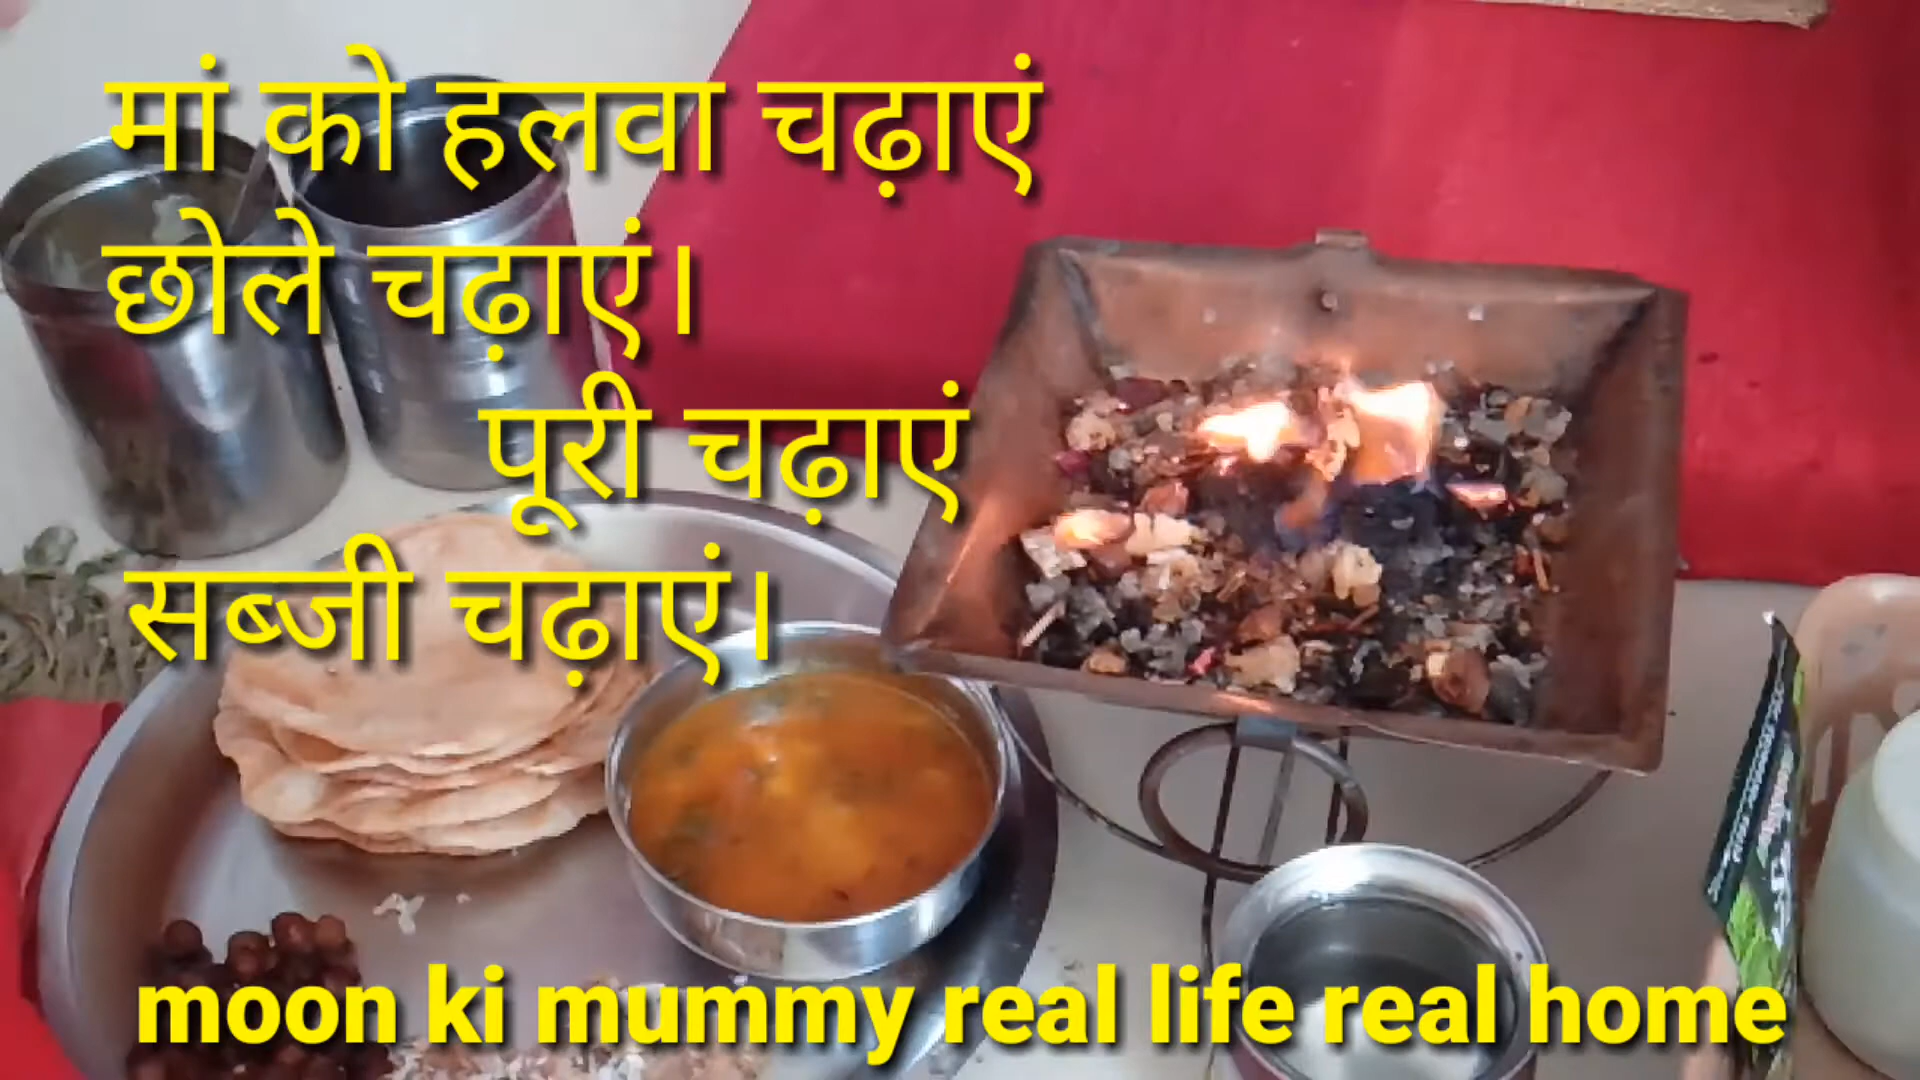 मां को हलवा चढ़ाएं
छोले चढ़ाएं।
पूरी चढ़ाएं
सब्जी चढ़ाएं।
moon ki mummy real life real home